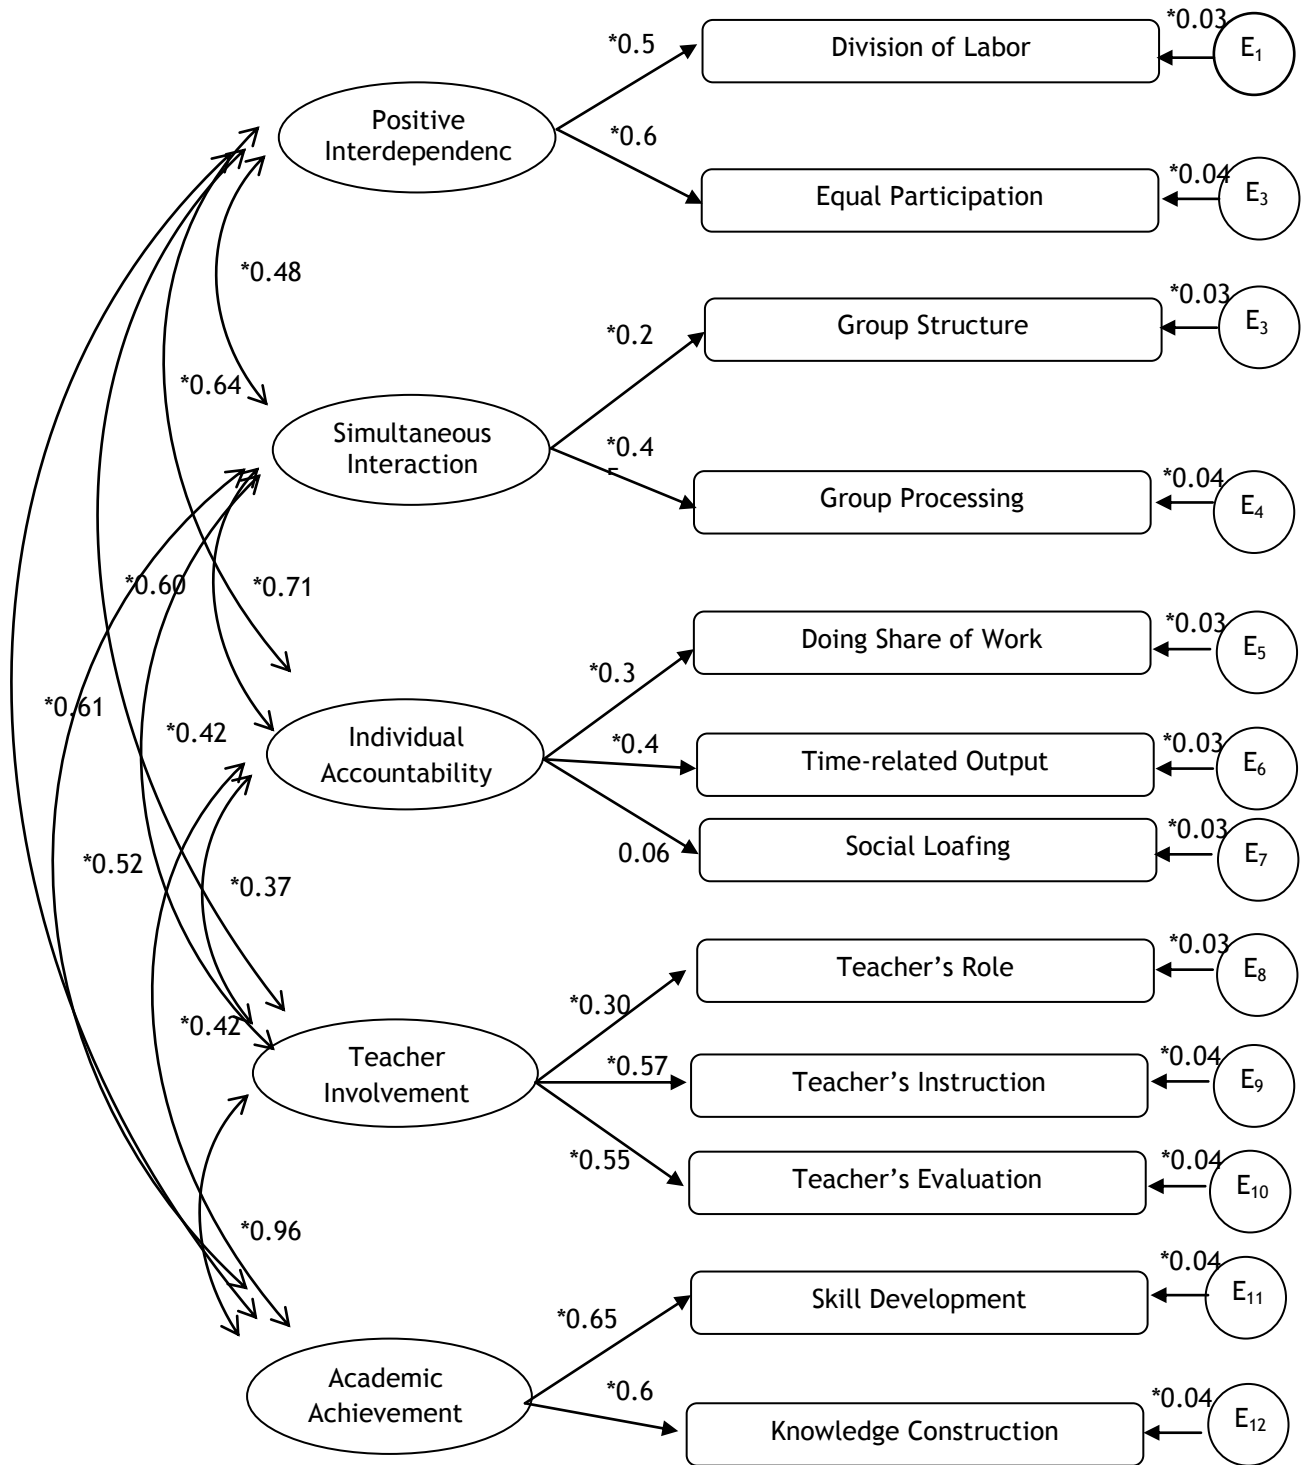 *0.03
*0.5
Division of Labor
E1
Positive
Interdependenc
*0.6
*0.04
Equal Participation
E3
*0.48
*0.03
*0.2
Group Structure
E3
*0.64
Simultaneous
Interaction
*0.4
*0.04
Group Processing
E4
*0.60
*0.71
*0.03
Doing Share of Work
E5
*0.3
*0.61
*0.42
Individual
Accountability
*0.4
*0.03
Time-related Output
E6
0.06
*0.03
Social Loafing
E7
*0.52
*0.37
*0.03
Teacher’s Role
E8
*0.30
*0.42
Teacher
Involvement
*0.57
*0.04
Teacher’s Instruction
E9
*0.55
*0.04
Teacher’s Evaluation
E10
*0.96
*0.04
*0.65
Skill Development
E11
Academic
Achievement
*0.6
*0.04
Knowledge Construction
E12